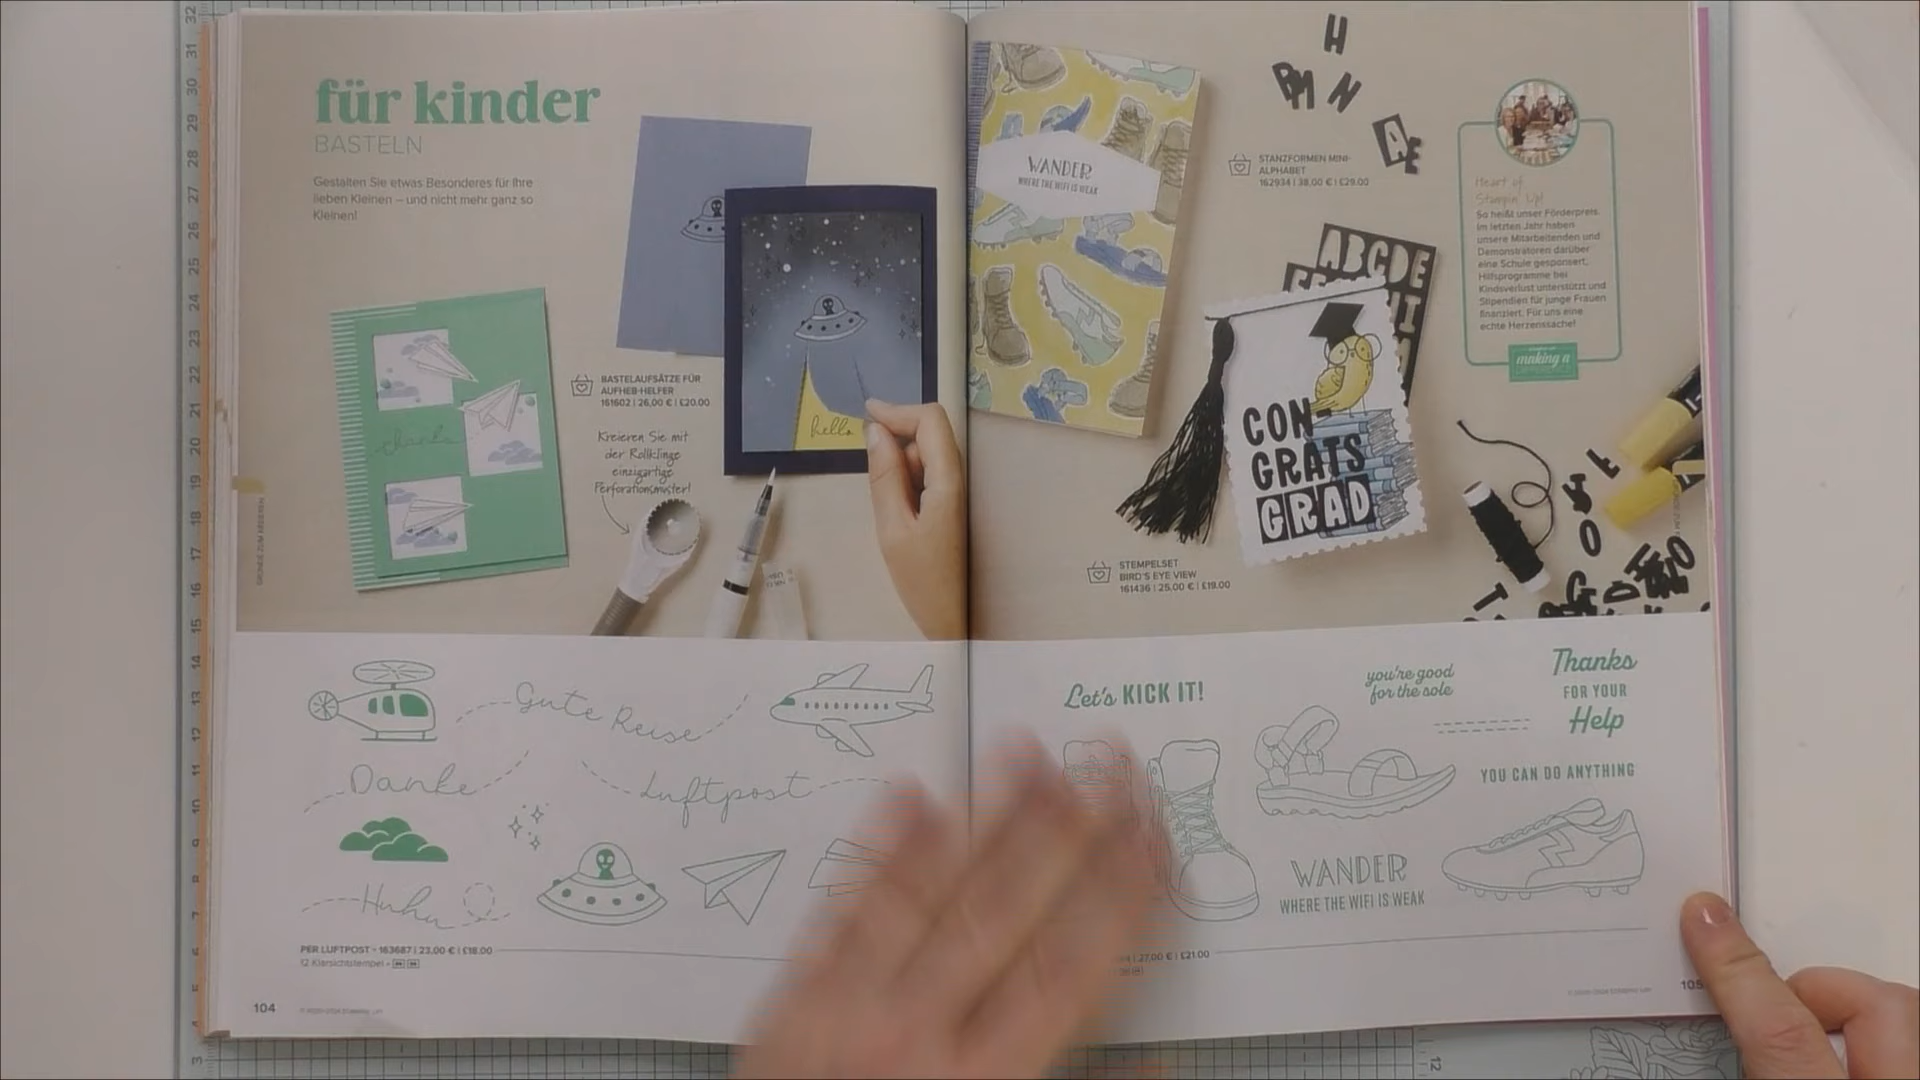 für kinder
BASTELN
Gestalten Sie etwas Besonderes für Ihre
lieben Kleinen – und nicht mehr ganz so
Kleinen!
thanks
BASTELAUFSÄTZE FÜR
AUFHEB-HELFER
161602 | 26,00 € | £20.00
Kreieren Sie mit
der Rollklinge
einzigartige
Perforationsmuster!
hello
Gute Reise
Danke
Luftpost
Huhu
PER LUFTPOST • 163687 | 23,00 € | £18.00
12 Klarsichtstempel •
104
WANDER
WHERE THE WIFI IS WEAK
STANZFORMEN MINI-
ALPHABET
162934 | 38,00 € | £29.00
ABCDE
Heart of
Stampin' Up!
So heißt unser Förderpreis.
Im letzten Jahr haben
unsere Mitarbeitenden und
Demonstratoren darüber
eine Schule gesponsert,
Hilfsprogramme bei
Kindsverlust unterstützt und
Stipendien für junge Frauen
finanziert. Für uns eine
echte Herzenssache!
making a
DIFFERENCE
CON-
GRATS
GRAD
STEMPELSET
BIRD'S EYE VIEW
161436 | 25,00 € | £19.00
Let's KICK IT!
you're good
for the sole
Thanks
FOR YOUR
Help
YOU CAN DO ANYTHING
WANDER
WHERE THE WIFI IS WEAK
27,00 € | £21.00
105